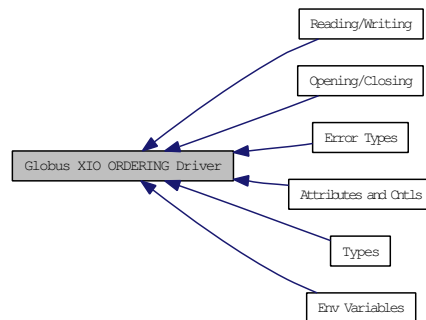 Reading/Writing
Opening/Closing
Error Types
Globus XIO ORDERING Driver
Attributes and Cntls
Types
Env Variables